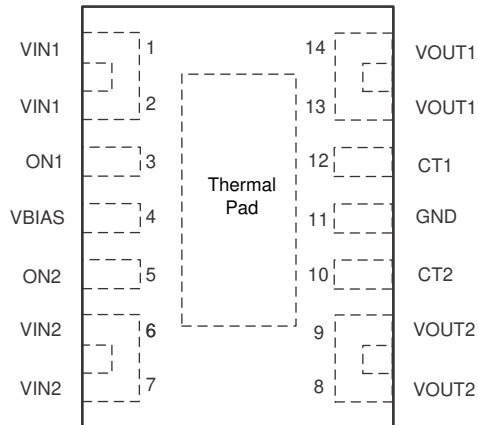 VIN1 1 14 VOUT1
VIN1 2 13 VOUT1
ON1 3 12 CT1
Thermal
Pad
VBIAS 4 11 GND
ON2 5 10 CT2
VIN2 6 9 VOUT2
VIN2 7 8 VOUT2